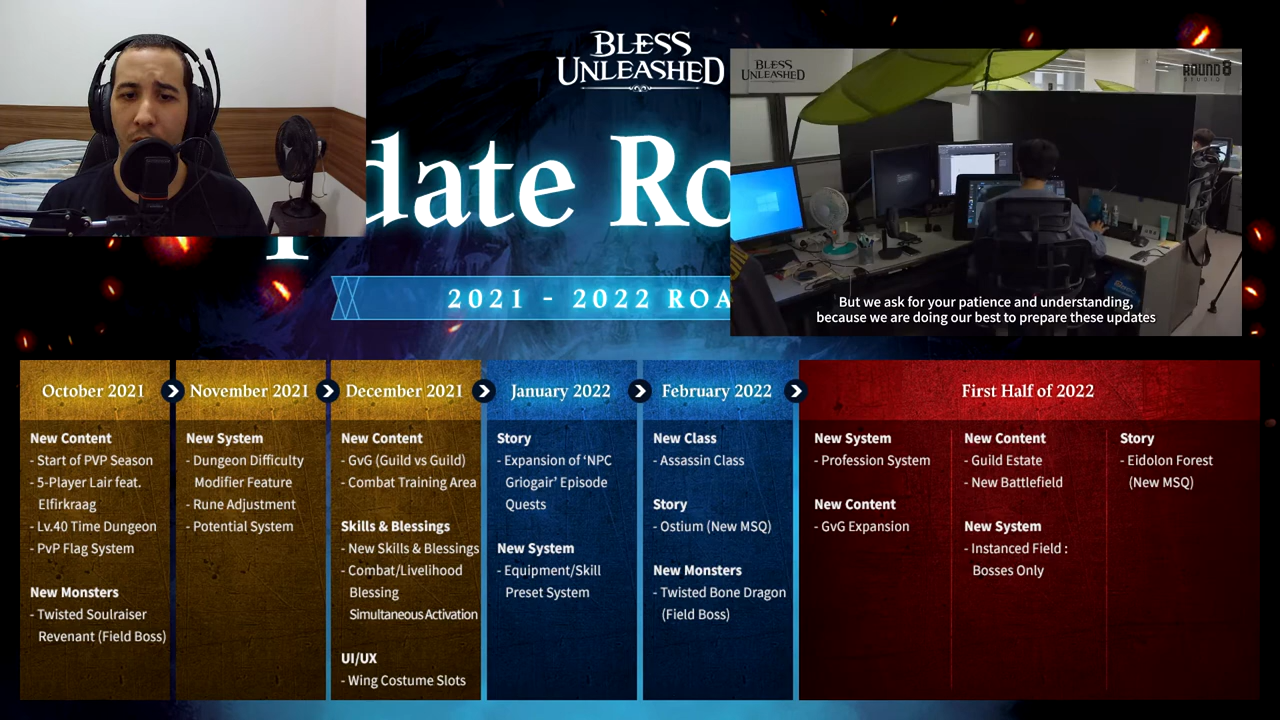 BLESS
UNLEASHED
BLESS
UNLEASHED
ROUND8
STUDIO
date Ro
2021 - 2022 ROA
But we ask for your patience and understanding,
because we are doing our best to prepare these updates
October 2021
New Content
- Start of PVP Season
- 5-Player Lair feat.
Elfirkraag
- Lv.40 Time Dungeon
- PvP Flag System
New Monsters
- Twisted Soulraiser
Revenant (Field Boss)
November 2021
New System
- Dungeon Difficulty
Modifier Feature
- Rune Adjustment
- Potential System
December 2021
New Content
- GvG (Guild vs Guild)
- Combat Training Area
Skills & Blessings
- New Skills & Blessings
- Combat/Livelihood
Blessing
Simultaneous Activation
UI/UX
- Wing Costume Slots
January 2022
Story
- Expansion of ‘NPC
Griogair’ Episode
Quests
New System
- Equipment/Skill
Preset System
February 2022
New Class
- Assassin Class
Story
- Ostium (New MSQ)
New Monsters
- Twisted Bone Dragon
(Field Boss)
First Half of 2022
New System
- Profession System
New Content
- GvG Expansion
New Content
- Guild Estate
- New Battlefield
New System
- Instanced Field :
Bosses Only
Story
- Eidolon Forest
(New MSQ)